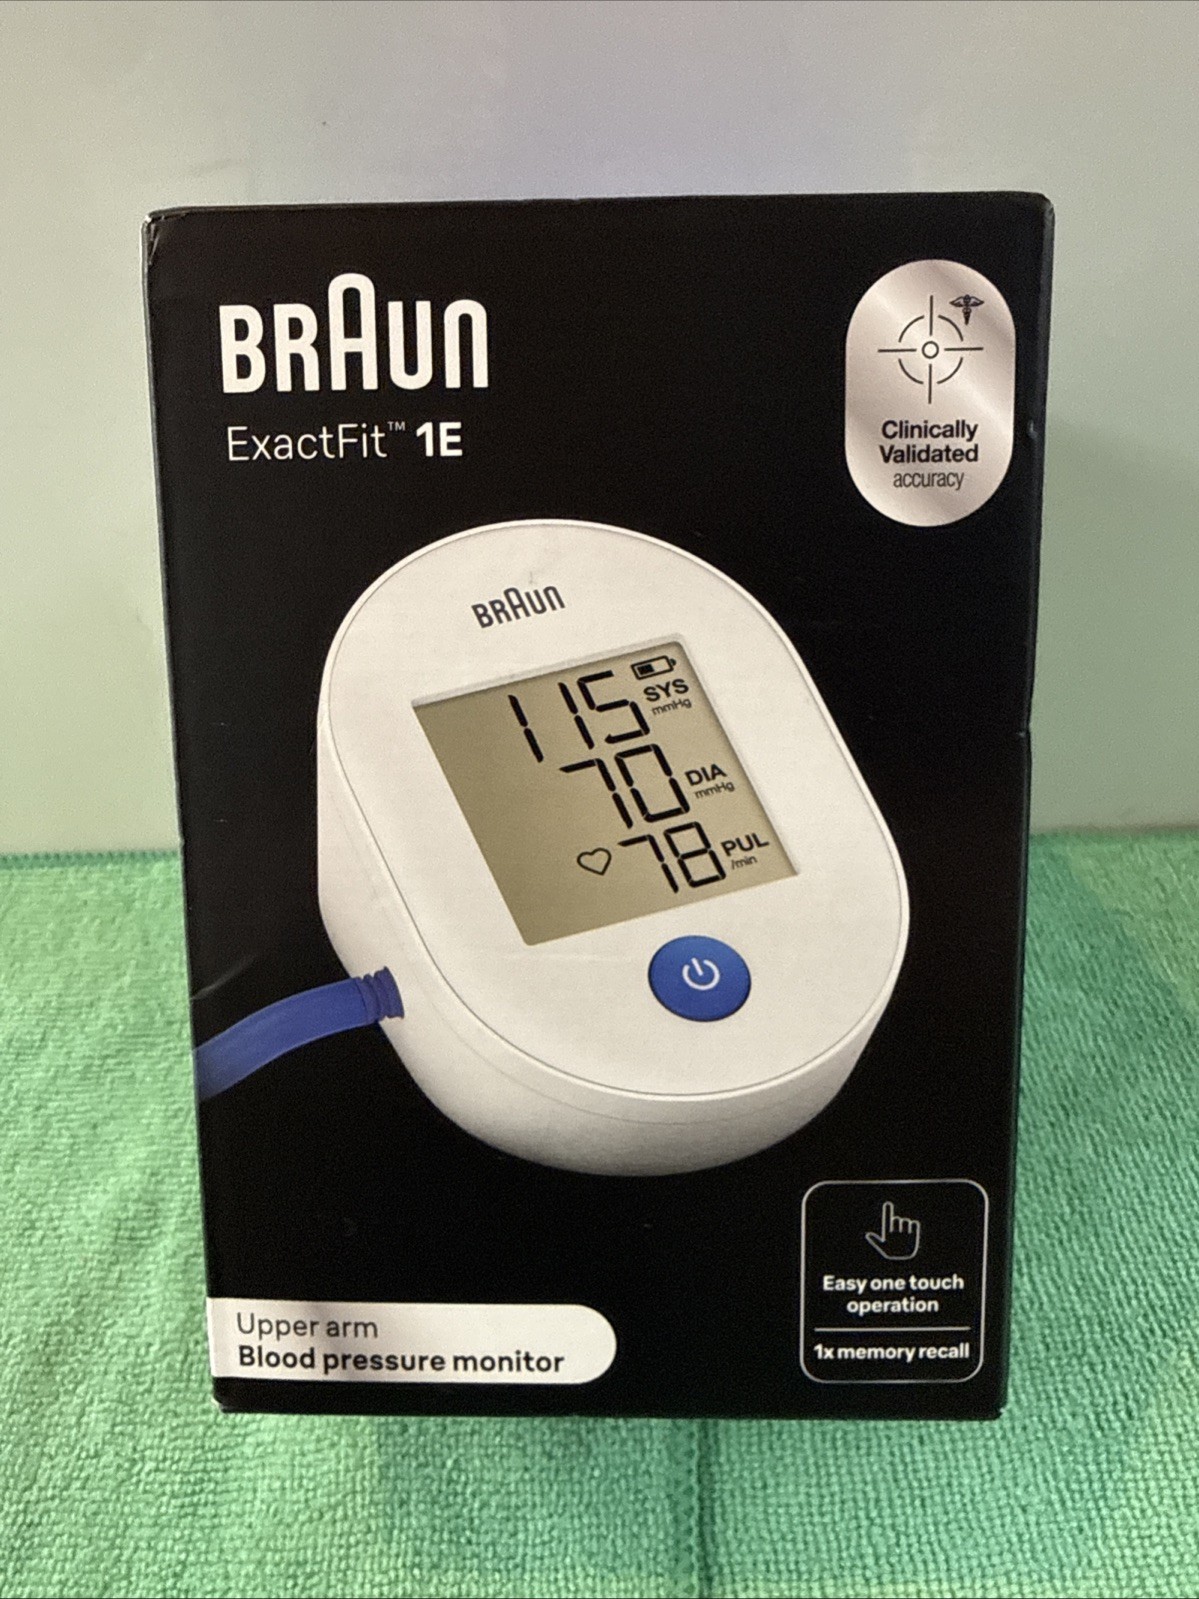 BRAUN
ExactFit™ 1E
Clinically
Validated
accuracy
BRAUN
115 SYS
mmHg
70 DIA
mmHg
78 PUL
/min
Easy one touch
operation
1x memory recall
Upper arm
Blood pressure monitor